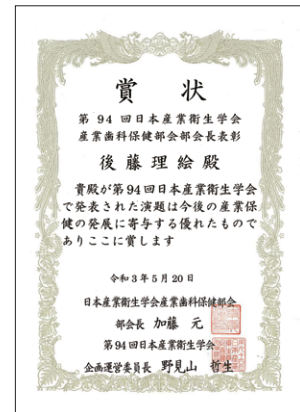 賞状
第94回日本産業衛生学会
産業歯科保健部会部会長表彰
後藤理絵殿
貴殿が第94回日本産業衛生学会
で発表された演題は今後の産業保
健の発展に寄与する優れたもので
ありここに賞します
令和3年5月20日
日本産業衛生学会産業歯科保健部会
部会長 加藤 元
第94回日本産業衛生学会
企画運営委員長 野見山 哲生